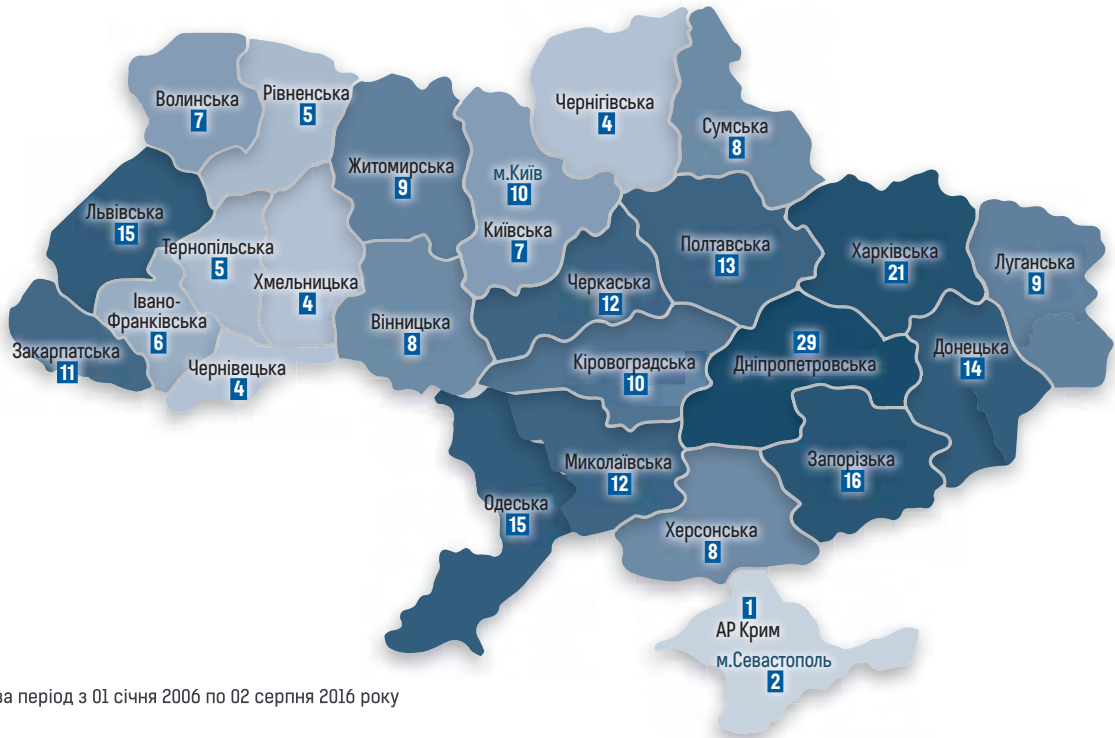 Волинська
7
Рівненська
5
Житомирська
9
м.Київ
10
Київська
7
Чернігівська
4
Сумська
8
Львівська
15
Тернопільська
5
Хмельницька
4
Івано-
Франківська
6
Закарпатська
11
Чернівецька
4
Вінницька
8
Черкаська
12
Полтавська
13
Харківська
21
Луганська
9
Кіровоградська
10
29
Дніпропетровська
Донецька
14
Одеська
15
Миколаївська
12
Запорізька
16
Херсонська
8
1
АР Крим
м.Севастополь
2
за період з 01 січня 2006 по 02 серпня 2016 року